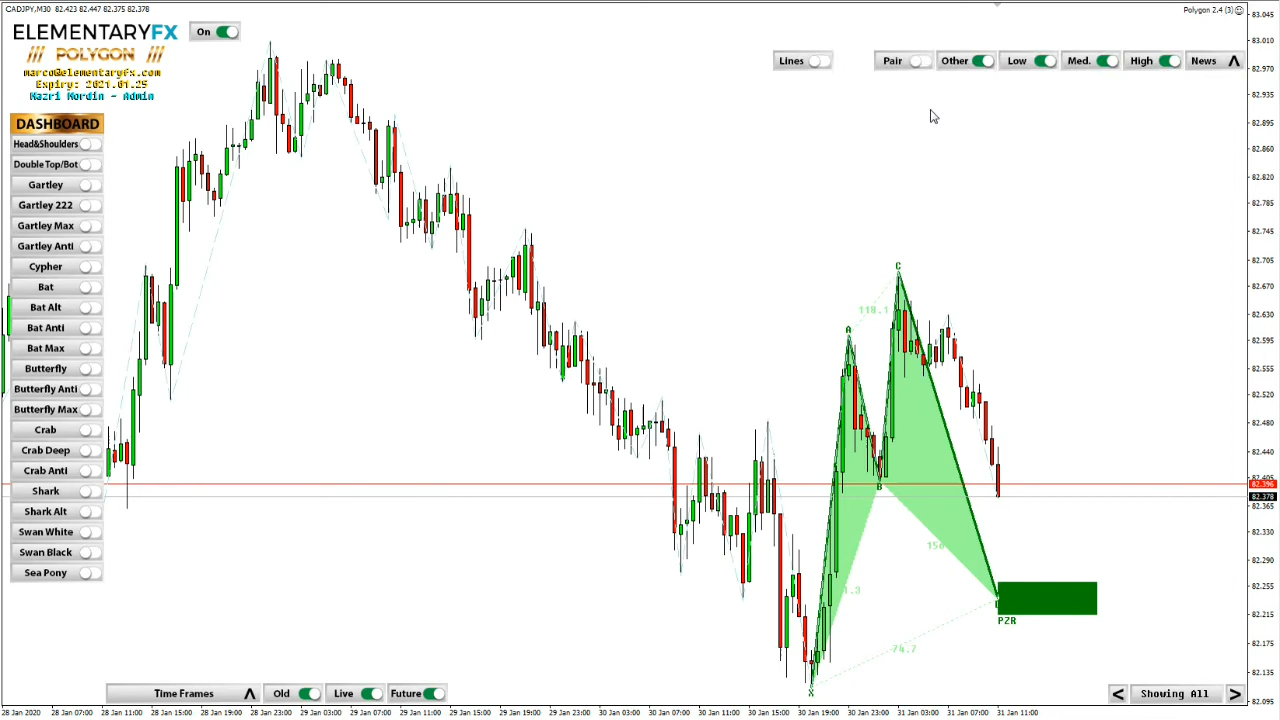 CADJPY,M30 82.423 82.447 82.375 82.378
Polygon 2.4 (3)
ELEMENTARYFX
On
/// POLYGON ///
marco@elementaryfx.com
Expiry: 2021.01.25
Nazri Nordin - Admin
Lines
Pair
Other
Low
Med.
High
News
DASHBOARD
Head&Shoulders
Double Top/Bot
Gartley
Gartley 222
Gartley Max
Gartley Anti
Cypher
Bat
Bat Alt
Bat Anti
Bat Max
Butterfly
Butterfly Anti
Butterfly Max
Crab
Crab Deep
Crab Anti
Shark
Shark Alt
Swan White
Swan Black
Sea Pony
C
118.1
A
B
1.3
74.7
X
PZR
83.045
83.010
82.970
82.935
82.895
82.860
82.820
82.785
82.745
82.705
82.670
82.630
82.595
82.555
82.520
82.480
82.440
82.405
82.396
82.378
82.365
82.330
82.290
82.255
82.215
82.175
82.140
82.095
Time Frames
Old
Live
Future
< Showing All >
28 Jan 2020
28 Jan 07:00
28 Jan 11:00
28 Jan 15:00
28 Jan 19:00
28 Jan 23:00
29 Jan 03:00
29 Jan 07:00
29 Jan 11:00
29 Jan 15:00
29 Jan 19:00
29 Jan 23:00
30 Jan 03:00
30 Jan 07:00
30 Jan 11:00
30 Jan 15:00
30 Jan 19:00
30 Jan 23:00
31 Jan 03:00
31 Jan 07:00
31 Jan 11:00